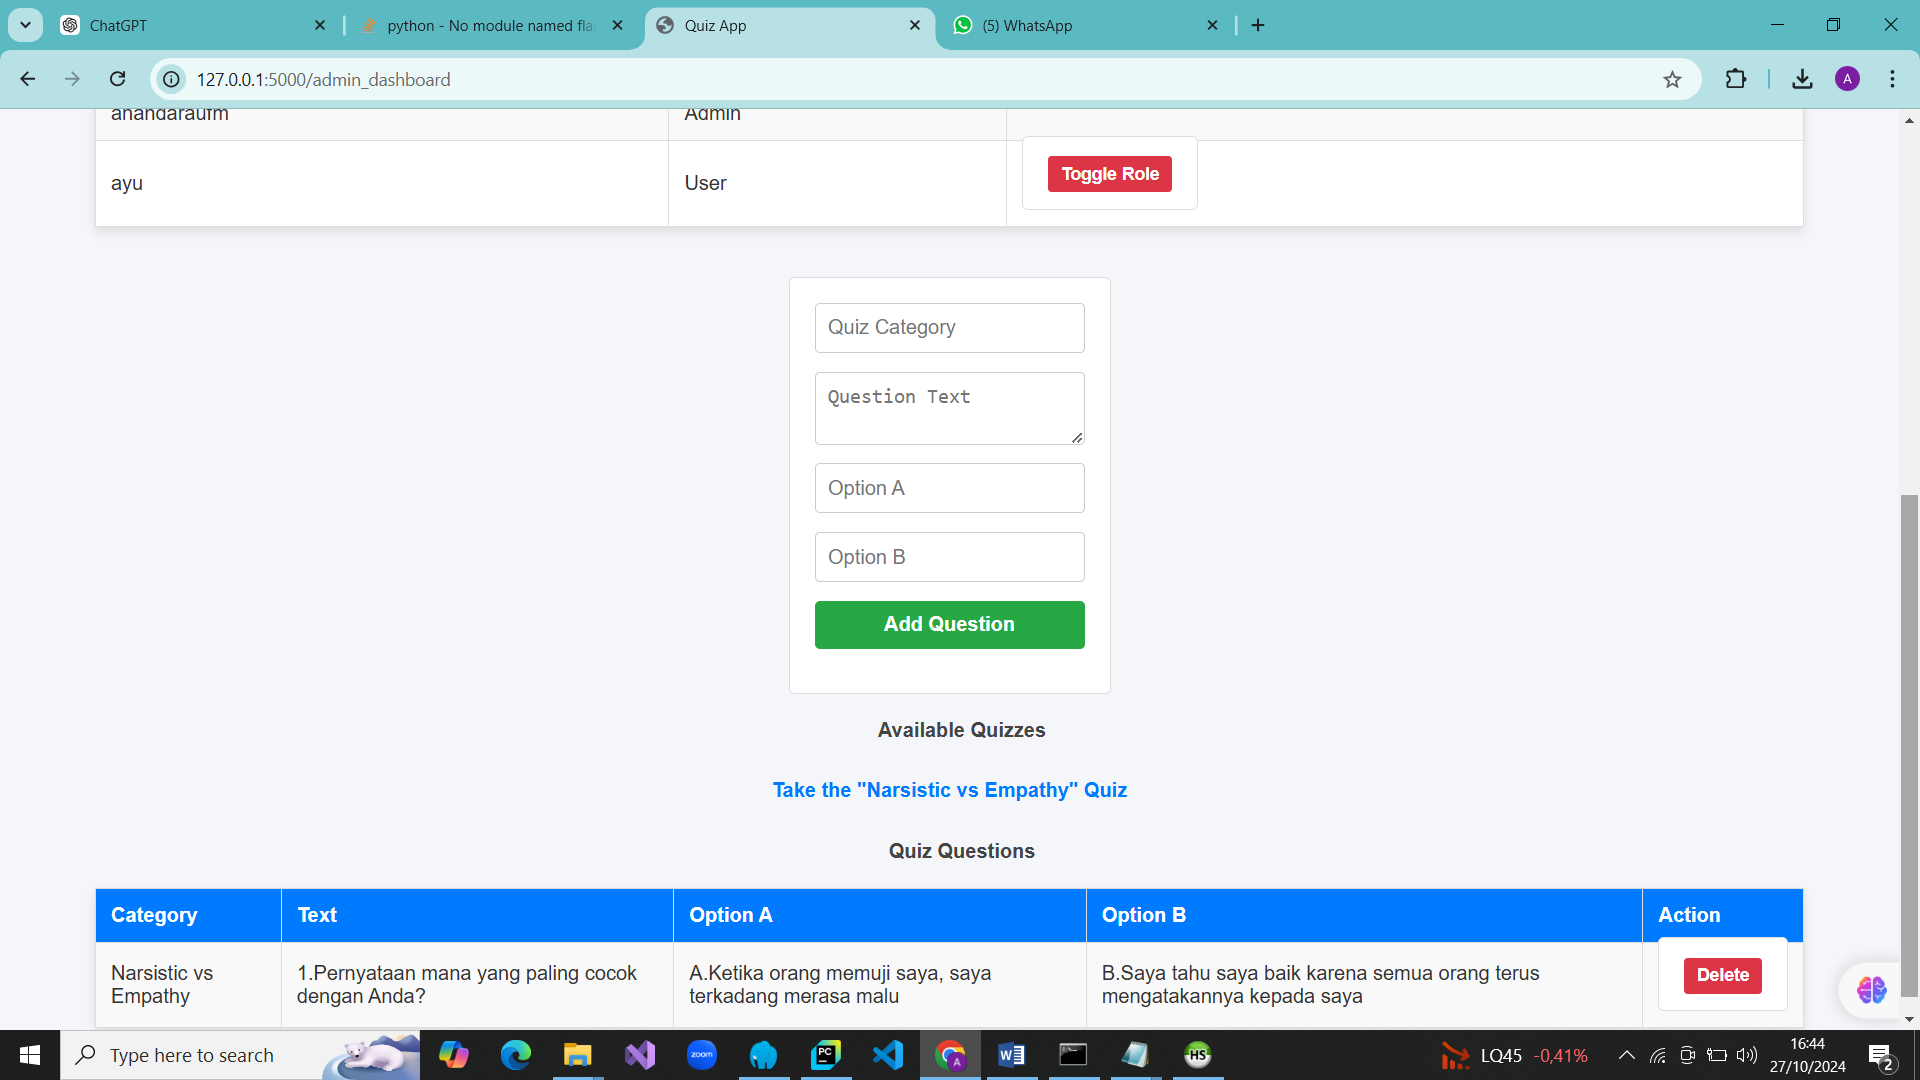 ChatGPT
python - No module named fla
Quiz App
(5) WhatsApp
127.0.0.1:5000/admin_dashboard
A
anandaraufm
Admin
ayu
User
Toggle Role
Quiz Category
Question Text
Option A
Option B
Add Question
Available Quizzes
Take the "Narsistic vs Empathy" Quiz
Quiz Questions
Category
Text
Option A
Option B
Action
Narsistic vs
Empathy
1.Pernyataan mana yang paling cocok
dengan Anda?
A.Ketika orang memuji saya, saya
terkadang merasa malu
B.Saya tahu saya baik karena semua orang terus
mengatakannya kepada saya
Delete
Type here to search
zoom
PC
A
HS
LQ45 -0,41%
16:44
27/10/2024
2